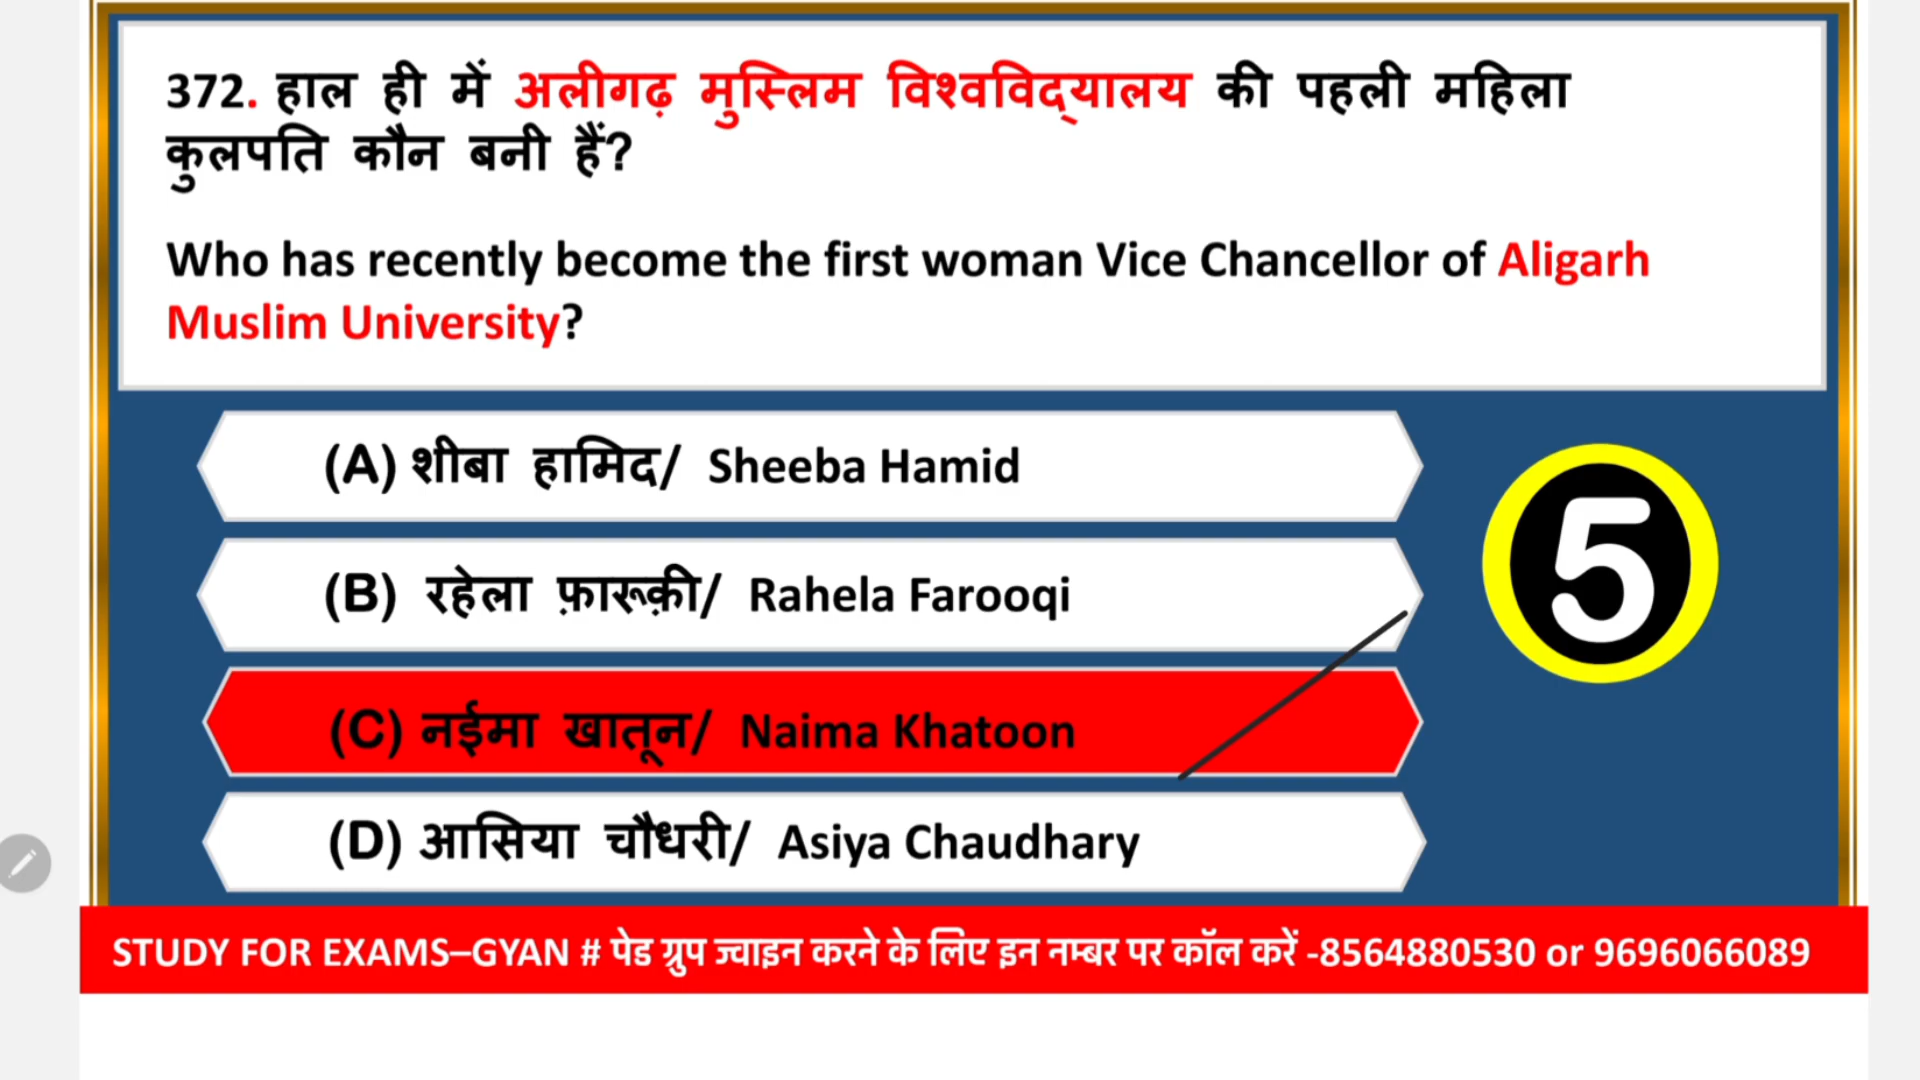 372. हाल ही में अलीगढ़ मुस्लिम विश्वविद्यालय की पहली महिला
कुलपति कौन बनी हैं?
Who has recently become the first woman Vice Chancellor of Aligarh
Muslim University?
(A) शीबा हामिद/ Sheeba Hamid
(B) रहेला फ़ारूक़ी/ Rahela Farooqi
5
(C) नईमा खातून/ Naima Khatoon
(D) आसिया चौधरी/ Asiya Chaudhary
STUDY FOR EXAMS–GYAN # पेड ग्रुप ज्वाइन करने के लिए इन नम्बर पर कॉल करें -8564880530 or 9696066089